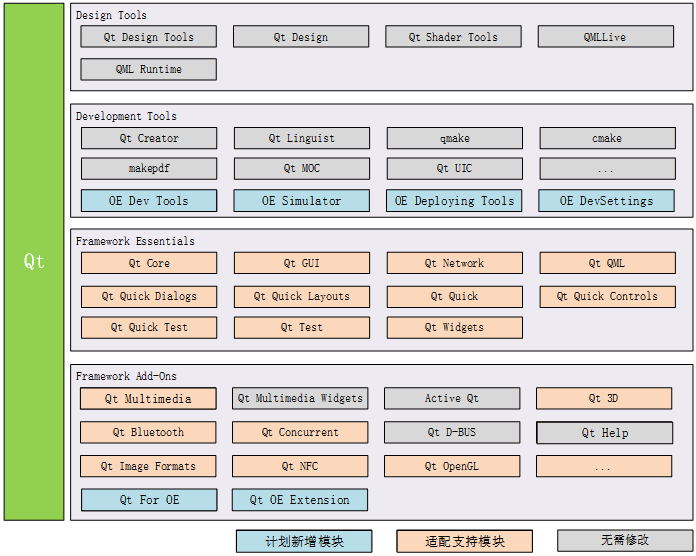 Qt
Design Tools
Qt Design Tools
Qt Design
Qt Shader Tools
QMLLive
QML Runtime
Development Tools
Qt Creator
Qt Linguist
qmake
cmake
makepdf
Qt MOC
Qt UIC
...
OE Dev Tools
OE Simulator
OE Deploying Tools
OE DevSettings
Framework Essentials
Qt Core
Qt GUI
Qt Network
Qt QML
Qt Quick Dialogs
Qt Quick Layouts
Qt Quick
Qt Quick Controls
Qt Quick Test
Qt Test
Qt Widgets
Framework Add-Ons
Qt Multimedia
Qt Multimedia Widgets
Active Qt
Qt 3D
Qt Bluetooth
Qt Concurrent
Qt D-BUS
Qt Help
Qt Image Formats
Qt NFC
Qt OpenGL
...
Qt For OE
Qt OE Extension
计划新增模块
适配支持模块
无需修改